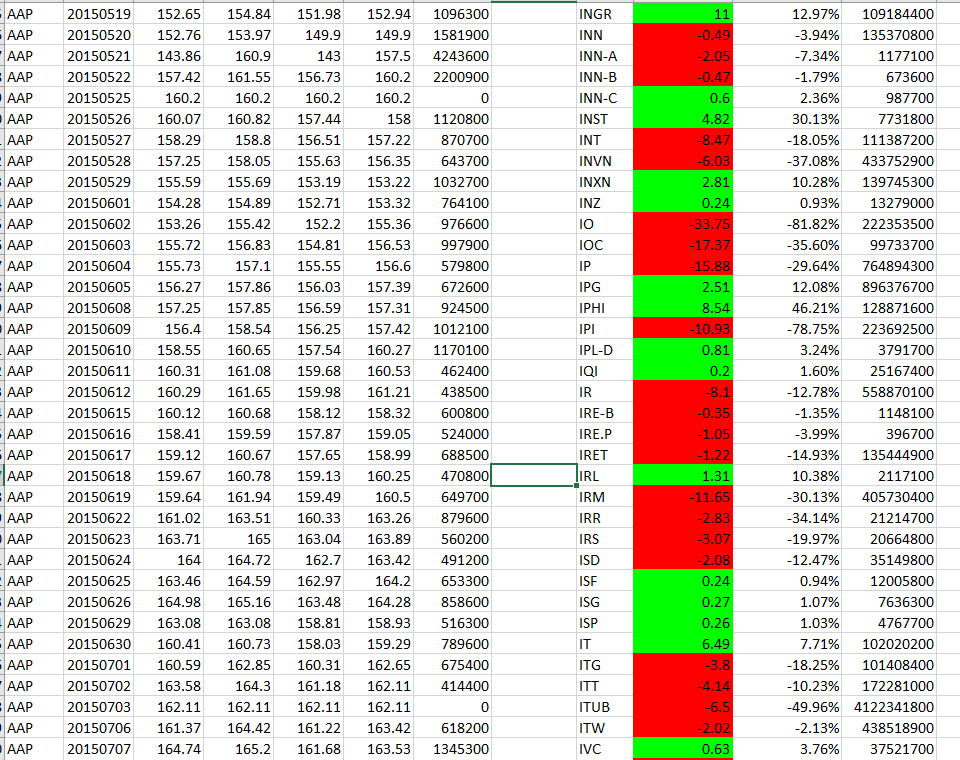 AAP 20150519 152.65 154.84 151.98 152.94 1096300 INGR 11 12.97% 109184400
AAP 20150520 152.76 153.97 149.9 149.9 1581900 INN -0.49 -3.94% 135370800
AAP 20150521 143.86 160.9 143 157.5 4243600 INN-A -2.05 -7.34% 1177100
AAP 20150522 157.42 161.55 156.73 160.2 2200900 INN-B -0.47 -1.79% 673600
AAP 20150525 160.2 160.2 160.2 160.2 0 INN-C 0.6 2.36% 987700
AAP 20150526 160.07 160.82 157.44 158 1120800 INST 4.82 30.13% 7731800
AAP 20150527 158.29 158.8 156.51 157.22 870700 INT -8.47 -18.05% 111387200
AAP 20150528 157.25 158.05 155.63 156.35 643700 INVN -6.03 -37.08% 433752900
AAP 20150529 155.59 155.69 153.19 153.22 1032700 INXN 2.81 10.28% 139745300
AAP 20150601 154.28 154.89 152.71 153.32 764100 INZ 0.24 0.93% 13279000
AAP 20150602 153.26 155.42 152.2 155.36 976600 IO -33.75 -81.82% 222353500
AAP 20150603 155.72 156.83 154.81 156.53 997900 IOC -17.37 -35.60% 99733700
AAP 20150604 155.73 157.1 155.55 156.6 579800 IP -15.88 -29.64% 764894300
AAP 20150605 156.27 157.86 156.03 157.39 672600 IPG 2.51 12.08% 896376700
AAP 20150608 157.25 157.85 156.59 157.31 924500 IPHI 8.54 46.21% 128871600
AAP 20150609 156.4 158.54 156.25 157.42 1012100 IPI -10.93 -78.75% 223692500
AAP 20150610 158.55 160.65 157.54 160.27 1170100 IPL-D 0.81 3.24% 3791700
AAP 20150611 160.31 161.08 159.68 160.53 462400 IQI 0.2 1.60% 25167400
AAP 20150612 160.29 161.65 159.98 161.21 438500 IR -8.1 -12.78% 558870100
AAP 20150615 160.12 160.68 158.12 158.32 600800 IRE-B -0.35 -1.35% 1148100
AAP 20150616 158.41 159.59 157.87 159.05 524000 IRE.P -1.05 -3.99% 396700
AAP 20150617 159.12 160.67 157.65 158.99 688500 IRET -1.22 -14.93% 135444900
AAP 20150618 159.67 160.78 159.13 160.25 470800 IRL 1.31 10.38% 2117100
AAP 20150619 159.64 161.94 159.49 160.5 649700 IRM -11.65 -30.13% 405730400
AAP 20150622 161.02 163.51 160.33 163.26 879600 IRR -2.83 -34.14% 21214700
AAP 20150623 163.71 165 163.04 163.89 560200 IRS -3.07 -19.97% 20664800
AAP 20150624 164 164.72 162.7 163.42 491200 ISD -2.08 -12.47% 35149800
AAP 20150625 163.46 164.59 162.97 164.2 653300 ISF 0.24 0.94% 12005800
AAP 20150626 164.98 165.16 163.48 164.28 858600 ISG 0.27 1.07% 7636300
AAP 20150629 163.08 163.08 158.81 158.93 516300 ISP 0.26 1.03% 4767700
AAP 20150630 160.41 160.73 158.03 159.29 789600 IT 6.49 7.71% 102020200
AAP 20150701 160.59 162.85 160.31 162.65 675400 ITG -3.8 -18.25% 101408400
AAP 20150702 163.58 164.3 161.18 162.11 414400 ITT -4.14 -10.23% 172281000
AAP 20150703 162.11 162.11 162.11 162.11 0 ITUB -6.5 -49.96% 4122341800
AAP 20150706 161.37 164.42 161.22 163.42 618200 ITW -2.02 -2.13% 438518900
AAP 20150707 164.74 165.2 161.68 163.53 1345300 IVC 0.63 3.76% 37521700